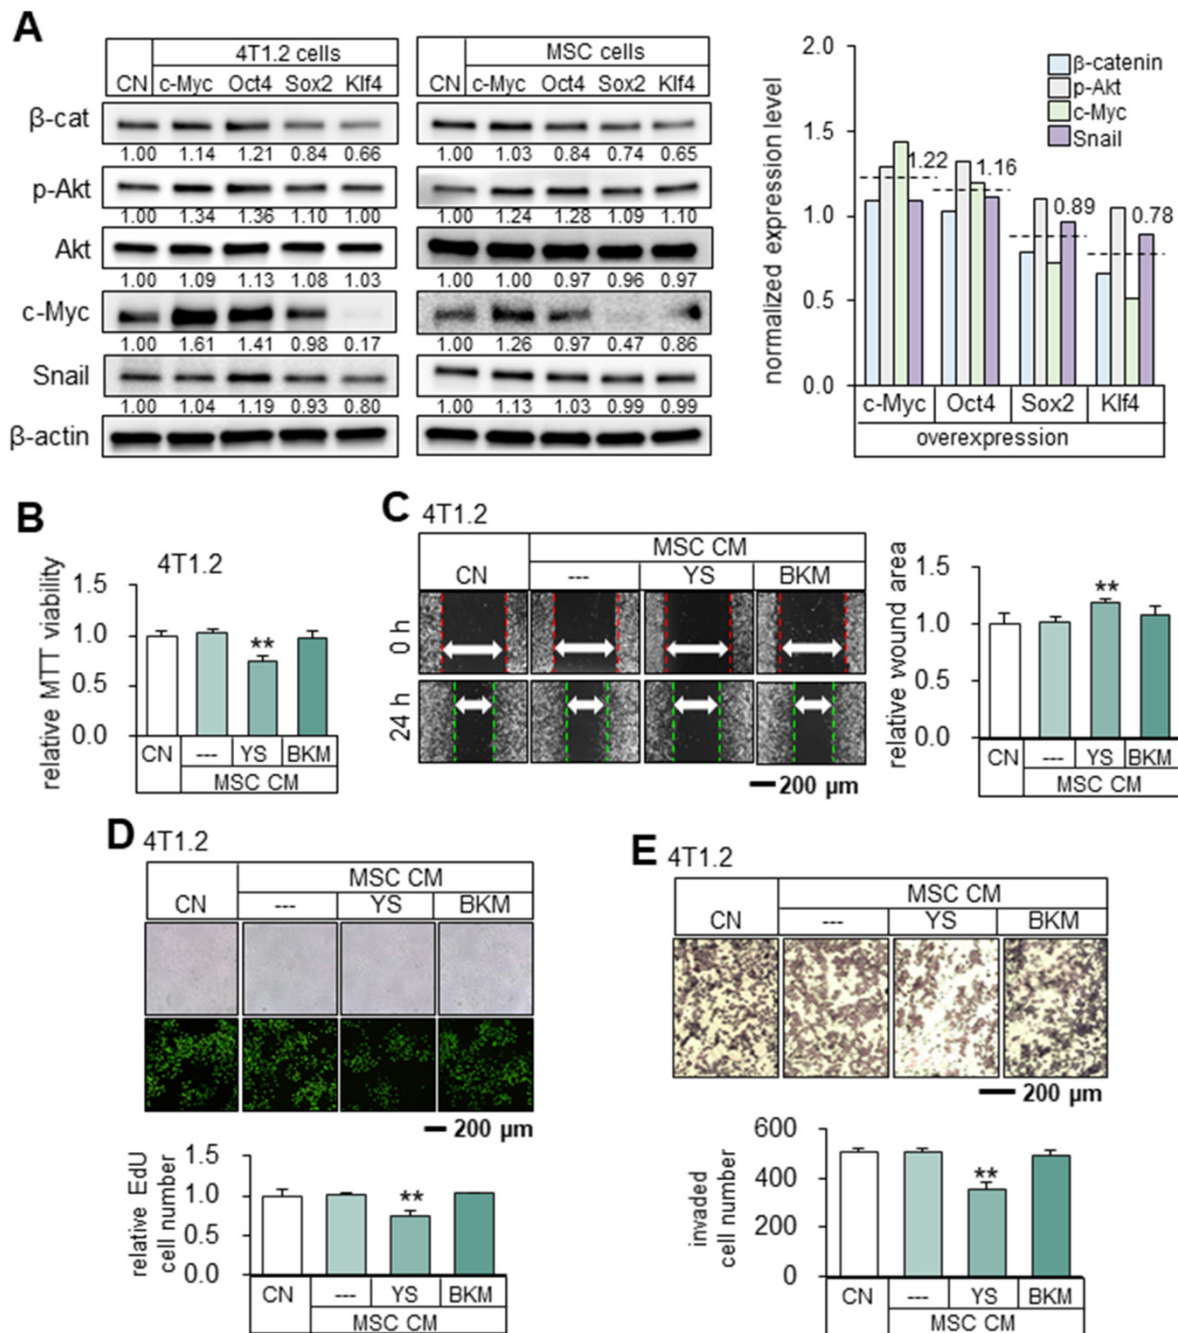 A
4T1.2 cells
CN c-Myc Oct4 Sox2 Klf4
MSC cells
CN c-Myc Oct4 Sox2 Klf4
β-cat
1.00 1.14 1.21 0.84 0.66
1.00 1.03 0.84 0.74 0.65
p-Akt
1.00 1.34 1.36 1.10 1.00
1.00 1.24 1.28 1.09 1.10
Akt
1.00 1.09 1.13 1.08 1.03
1.00 1.00 0.97 0.96 0.97
c-Myc
1.00 1.61 1.41 0.98 0.17
1.00 1.26 0.97 0.47 0.86
Snail
1.00 1.04 1.19 0.93 0.80
1.00 1.13 1.03 0.99 0.99
β-actin
normalized expression level
2.0
1.5
1.0
0.5
0.0
β-catenin
p-Akt
c-Myc
Snail
1.22
1.16
0.89
0.78
c-Myc Oct4 Sox2 Klf4
overexpression
B
4T1.2
relative MTT viability
1.5
1.0
0.5
0.0
**
CN --- YS BKM
MSC CM
C 4T1.2
MSC CM
CN --- YS BKM
0 h
24 h
200 µm
relative wound area
1.5
1.0
0.5
0.0
**
CN --- YS BKM
MSC CM
D 4T1.2
MSC CM
CN --- YS BKM
200 µm
relative EdU
cell number
1.5
1.0
0.5
0.0
**
CN --- YS BKM
MSC CM
E 4T1.2
MSC CM
CN --- YS BKM
200 µm
invaded
cell number
600
400
200
0
**
CN --- YS BKM
MSC CM